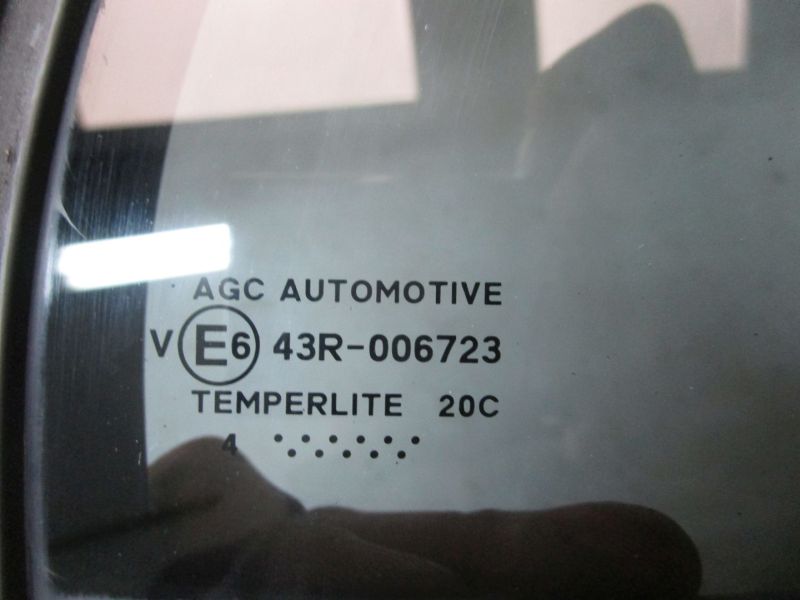 AGC AUTOMOTIVE
V E6 43R-006723
TEMPERLITE 20C
4